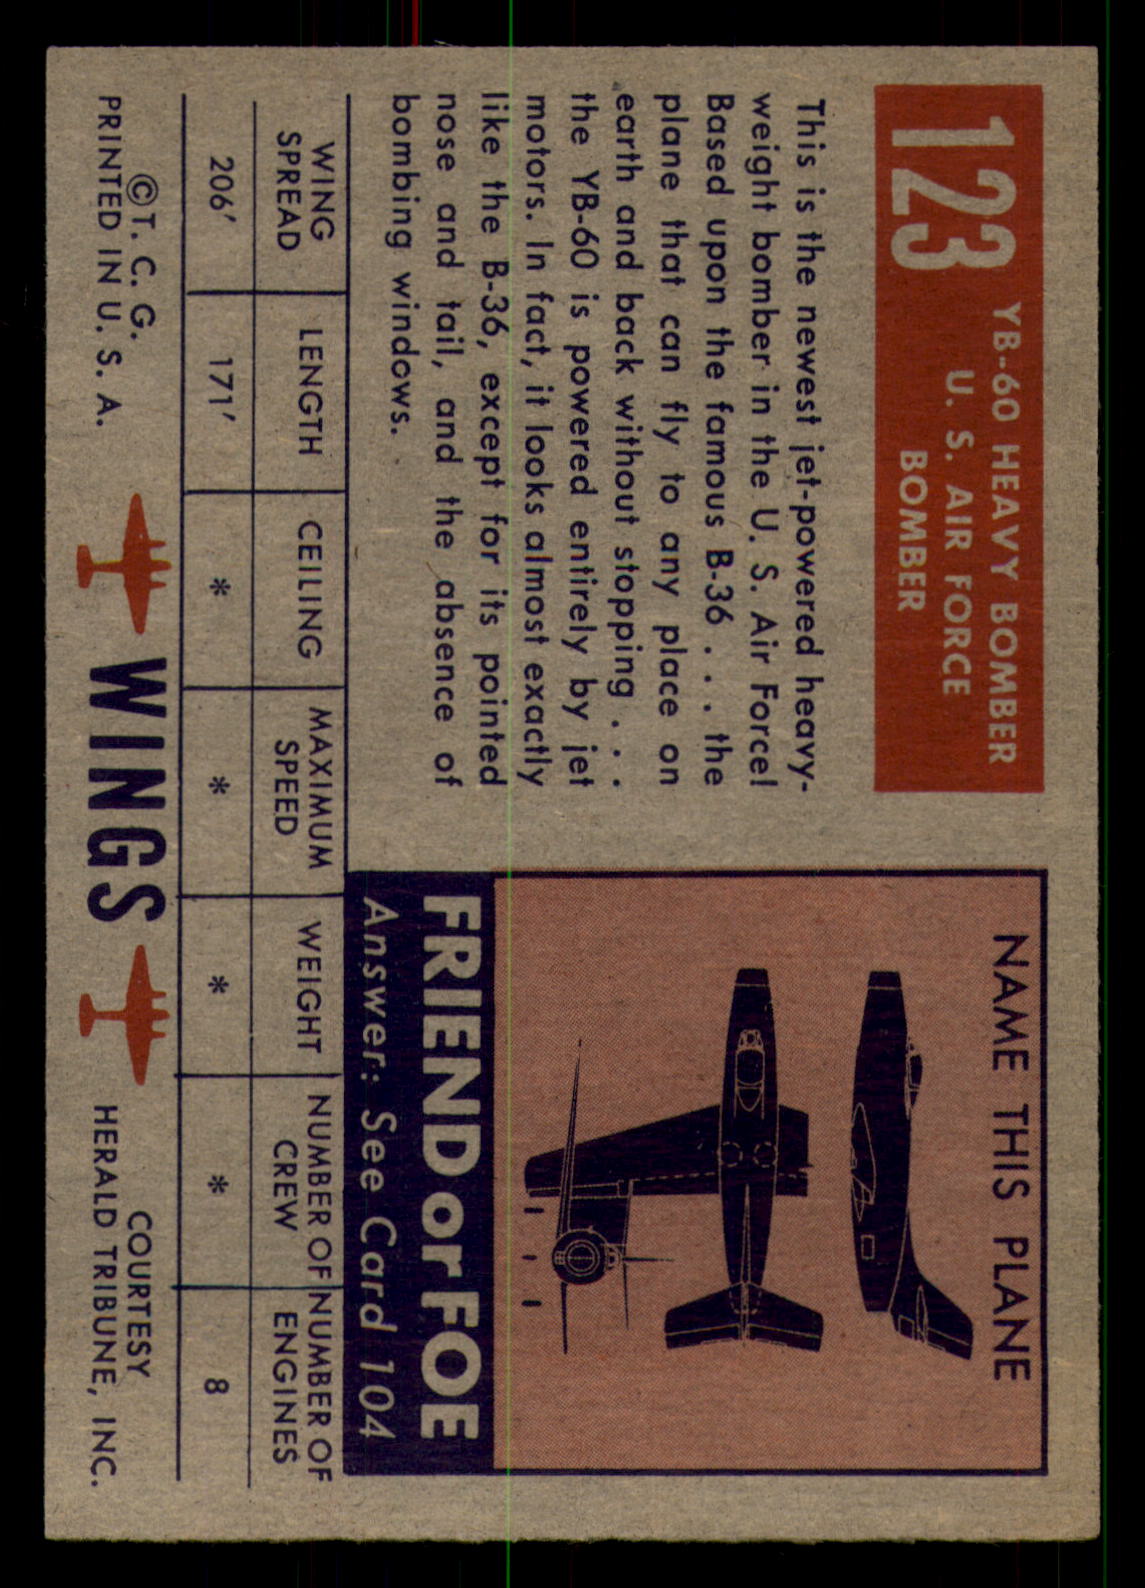 123
YB-60 HEAVY BOMBER
U. S. AIR FORCE
BOMBER
This is the newest jet-powered heavy-
weight bomber in the U. S. Air Force!
Based upon the famous B-36 . . . the
plane that can fly to any place on
earth and back without stopping . . .
the YB-60 is powered entirely by jet
motors. In fact, it looks almost exactly
like the B-36, except for its pointed
nose and tail, and the absence of
bombing windows.
NAME THIS PLANE
FRIEND or FOE
Answer: See Card 104
WING SPREAD LENGTH CEILING MAXIMUM SPEED WEIGHT NUMBER OF CREW NUMBER OF ENGINES
206' 171' * * * * 8
© T. C. G.
PRINTED IN U. S. A.
WINGS
COURTESY
HERALD TRIBUNE, INC.